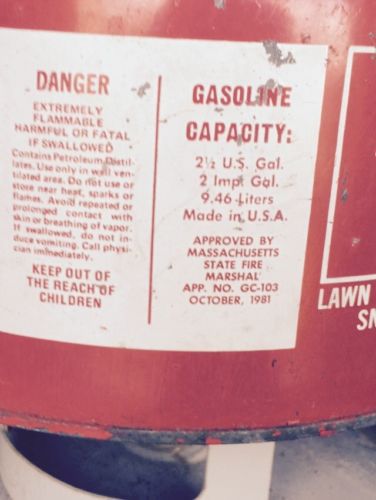 DANGER
EXTREMELY
FLAMMABLE
HARMFUL OR FATAL
IF SWALLOWED
Contains Petroleum Distil-
lates. Use only in well ven-
tilated area. Do not use or
store near heat, sparks or
flames. Avoid repeated or
prolonged contact with
skin or breathing of vapor.
If swallowed, do not in-
duce vomiting. Call physi-
cian immediately.
KEEP OUT OF
THE REACH OF
CHILDREN
GASOLINE
CAPACITY:
2½ U.S. Gal.
2 Imp. Gal.
9.46 Liters
Made in U.S.A.
APPROVED BY
MASSACHUSETTS
STATE FIRE
MARSHAL
APP. NO. GC-103
OCTOBER, 1981
LAWN
SN